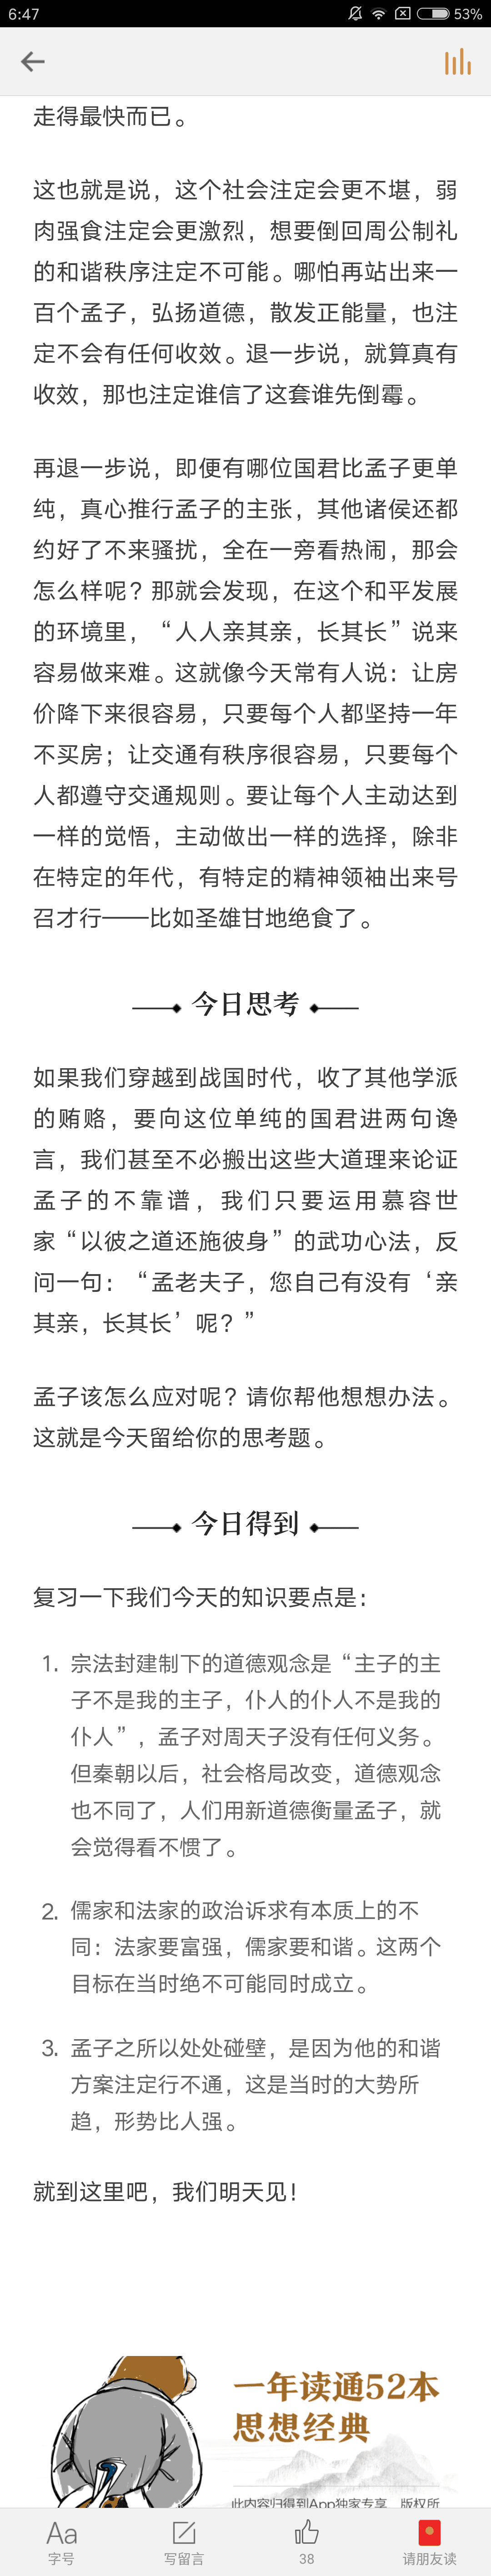 6:47
53%
走得最快而已。
这也就是说，这个社会注定会更不堪，弱
肉强食注定会更激烈，想要倒回周公制礼
的和谐秩序注定不可能。哪怕再站出来一
百个孟子，弘扬道德，散发正能量，也注
定不会有任何收效。退一步说，就算真有
收效，那也注定谁信了这套谁先倒霉。
再退一步说，即便有哪位国君比孟子更单
纯，真心推行孟子的主张，其他诸侯还都
约好了不来骚扰，全在一旁看热闹，那会
怎么样呢？那就会发现，在这个和平发展
的环境里，“人人亲其亲，长其长”说来
容易做来难。这就像今天常有人说：让房
价降下来很容易，只要每个人都坚持一年
不买房；让交通有秩序很容易，只要每个
人都遵守交通规则。要让每个人主动达到
一样的觉悟，主动做出一样的选择，除非
在特定的年代，有特定的精神领袖出来号
召才行——比如圣雄甘地绝食了。
今日思考
如果我们穿越到战国时代，收了其他学派
的贿赂，要向这位单纯的国君进两句谗
言，我们甚至不必搬出这些大道理来论证
孟子的不靠谱，我们只要运用慕容世
家“以彼之道还施彼身”的武功心法，反
问一句：“孟老夫子，您自己有没有‘亲
其亲，长其长’呢？”
孟子该怎么应对呢？请你帮他想想办法。
这就是今天留给你的思考题。
今日得到
复习一下我们今天的知识要点是：
1. 宗法封建制下的道德观念是“主子的主
子不是我的主子，仆人的仆人不是我的
仆人”，孟子对周天子没有任何义务。
但秦朝以后，社会格局改变，道德观念
也不同了，人们用新道德衡量孟子，就
会觉得看不惯了。
2. 儒家和法家的政治诉求有本质上的不
同：法家要富强，儒家要和谐。这两个
目标在当时绝不可能同时成立。
3. 孟子之所以处处碰壁，是因为他的和谐
方案注定行不通，这是当时的大势所
趋，形势比人强。
就到这里吧，我们明天见！
一年读通52本
思想经典
此内容归得到App独家专享 版权所
Aa
字号
写留言
38
请朋友读